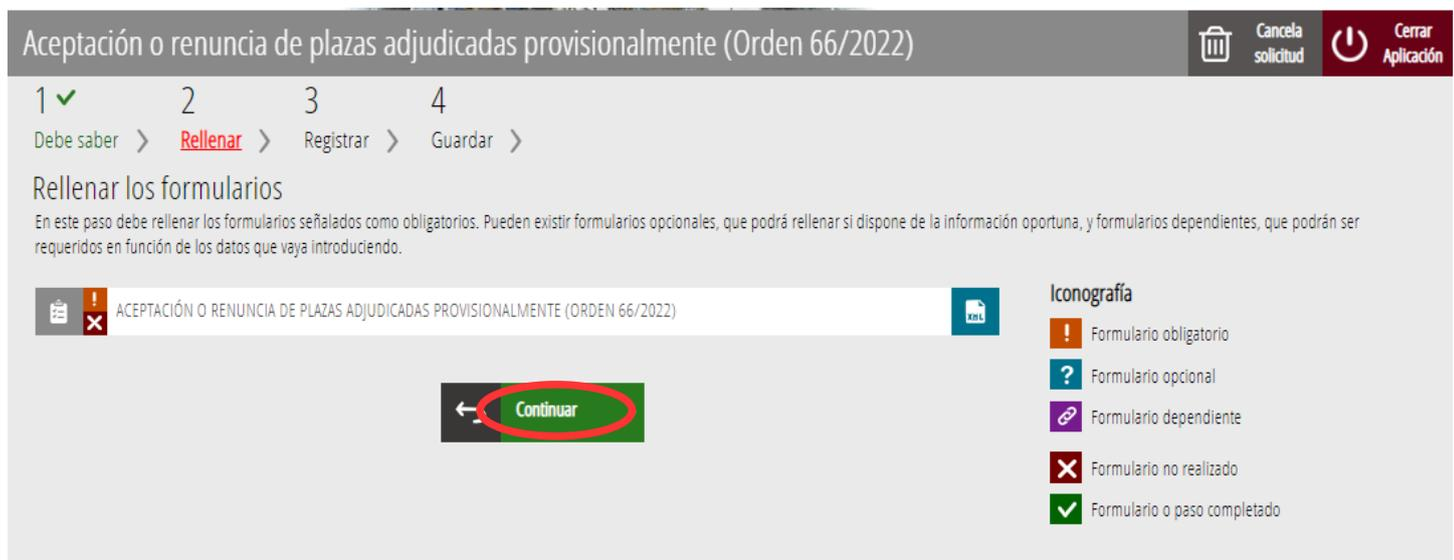 Aceptación o renuncia de plazas adjudicadas provisionalmente (Orden 66/2022)
Cancela
solicitud
Cerrar
Aplicación
1 2 3 4
Debe saber Rellenar Registrar Guardar
Rellenar los formularios
En este paso debe rellenar los formularios señalados como obligatorios. Pueden existir formularios opcionales, que podrá rellenar si dispone de la información oportuna, y formularios dependientes, que podrán ser
requeridos en función de los datos que vaya introduciendo.
! ACEPTACIÓN O RENUNCIA DE PLAZAS ADJUDICADAS PROVISIONALMENTE (ORDEN 66/2022) XML
Continuar
Iconografía
! Formulario obligatorio
? Formulario opcional
Formulario dependiente
Formulario no realizado
Formulario o paso completado